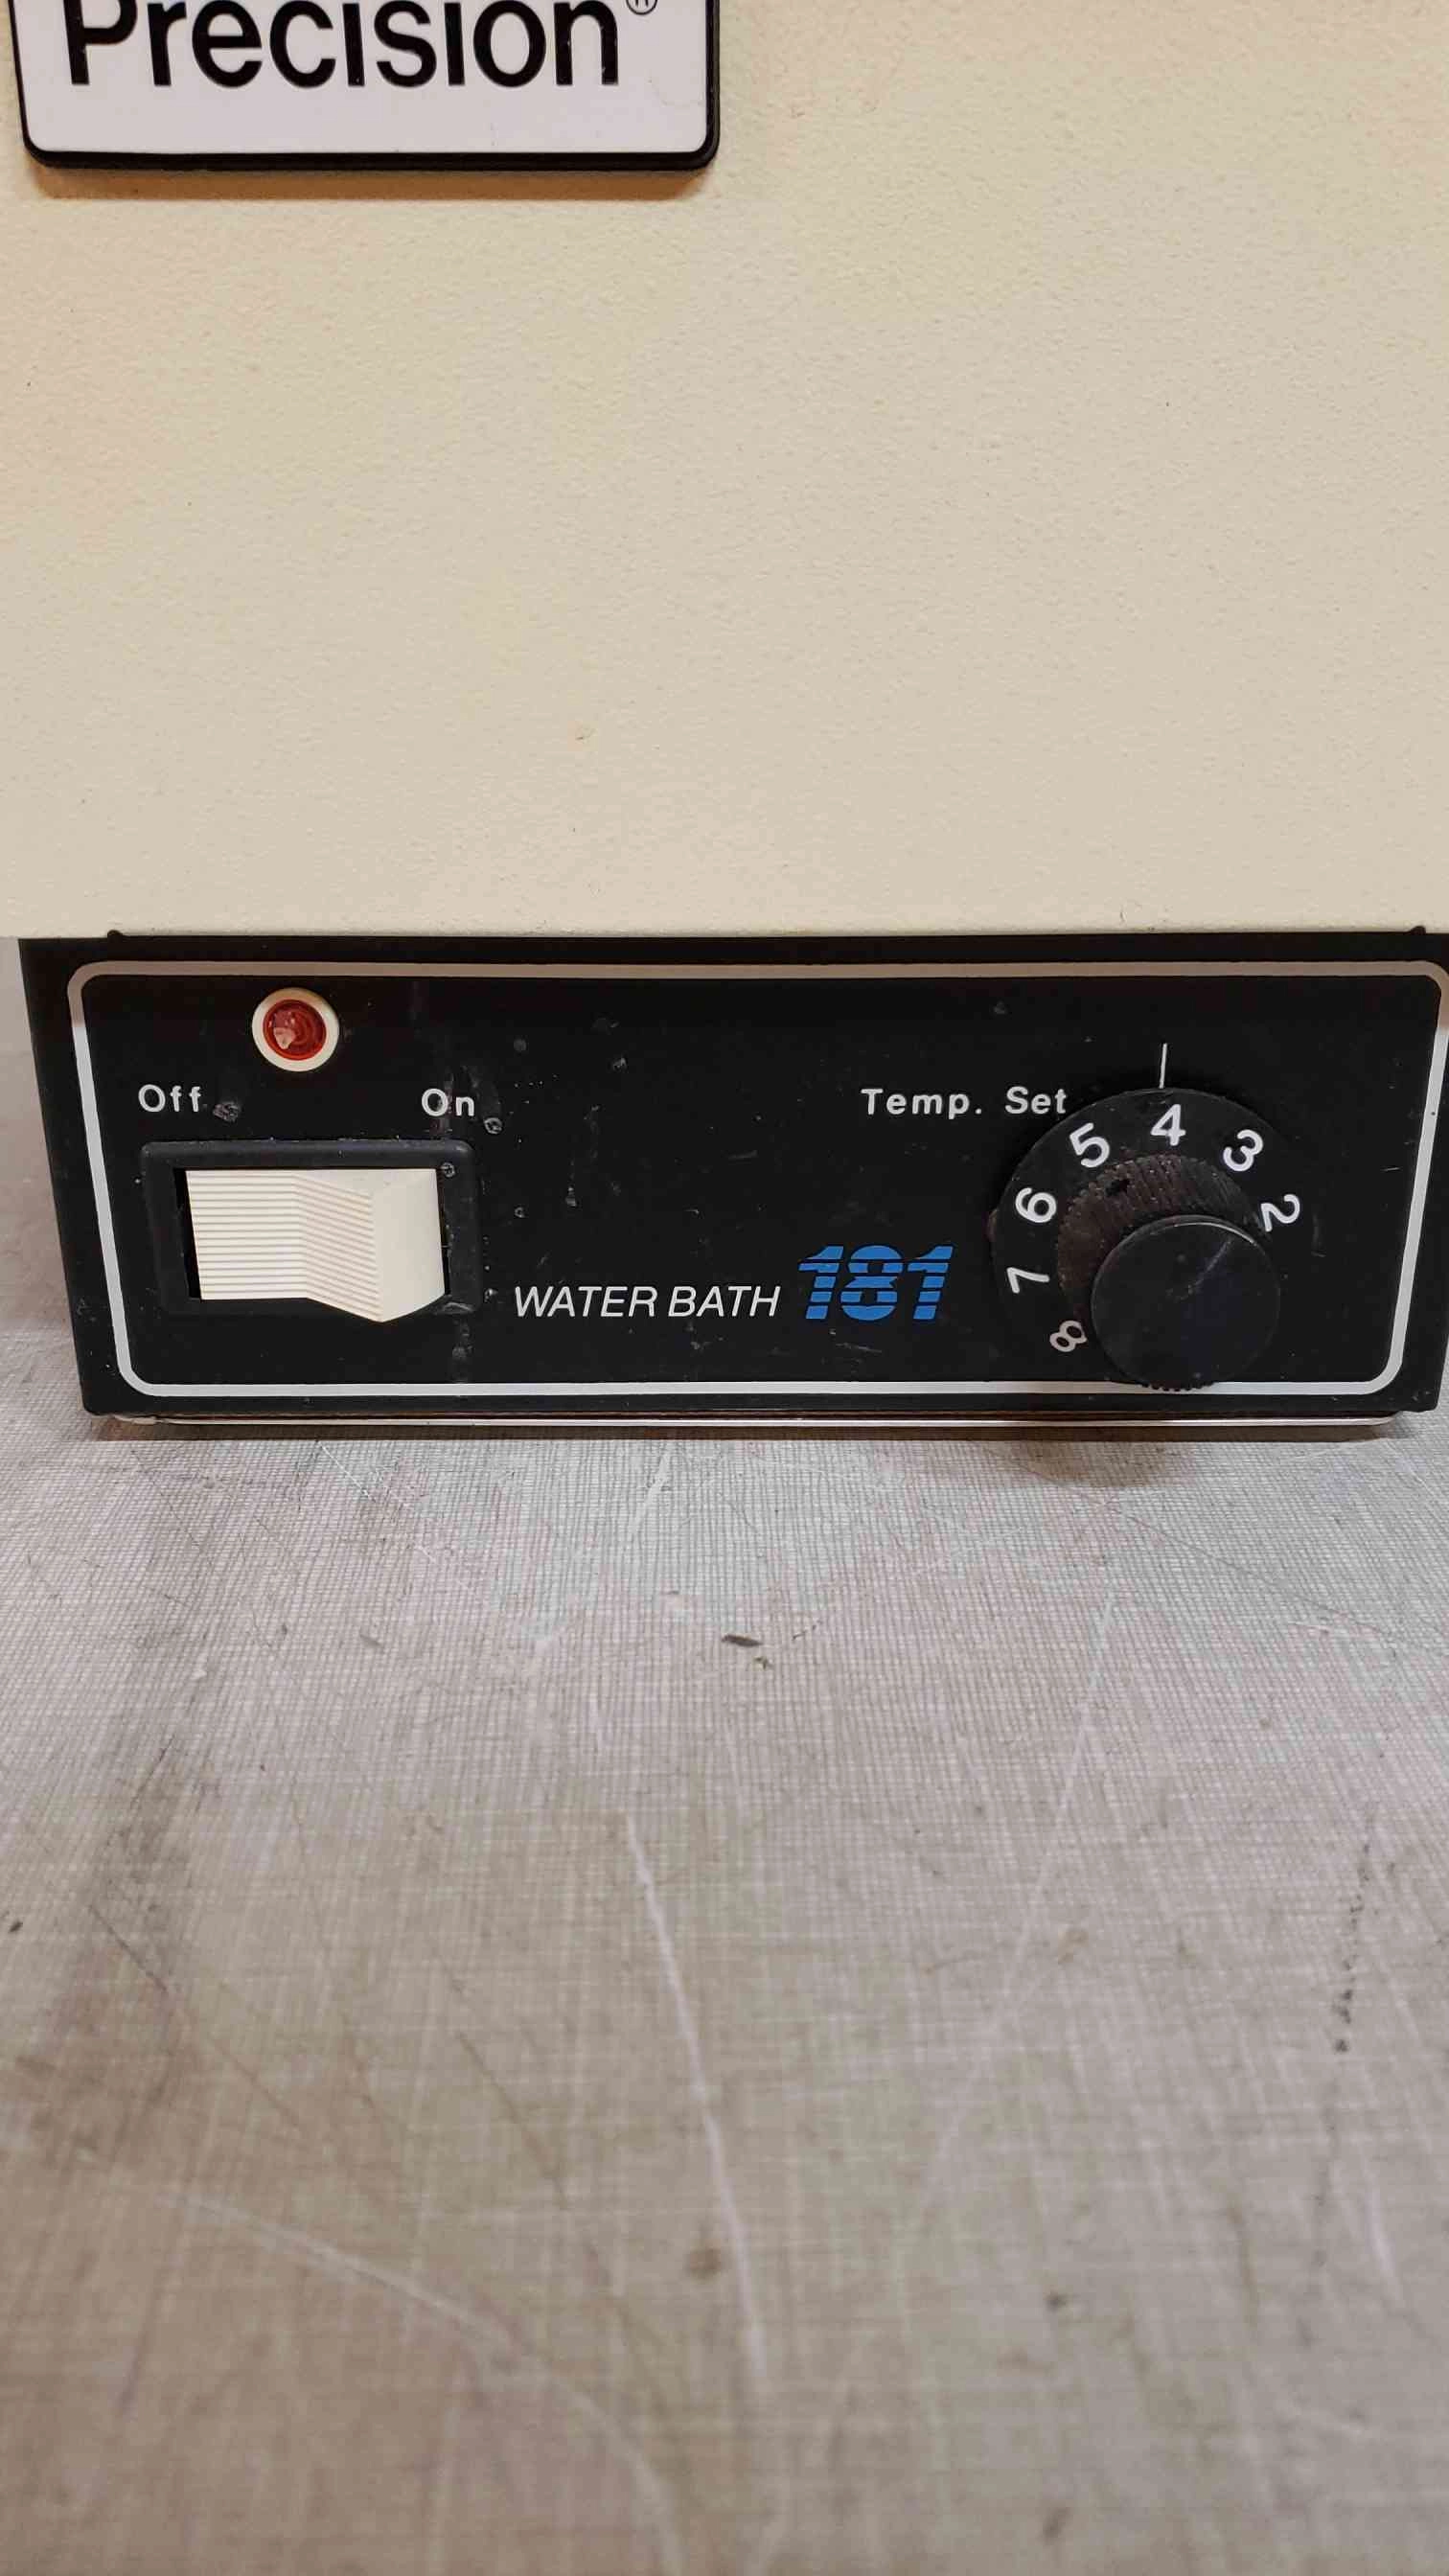 Precision®
Off
On
Temp. Set
5 4 3
6 2
7
8
WATER BATH 181